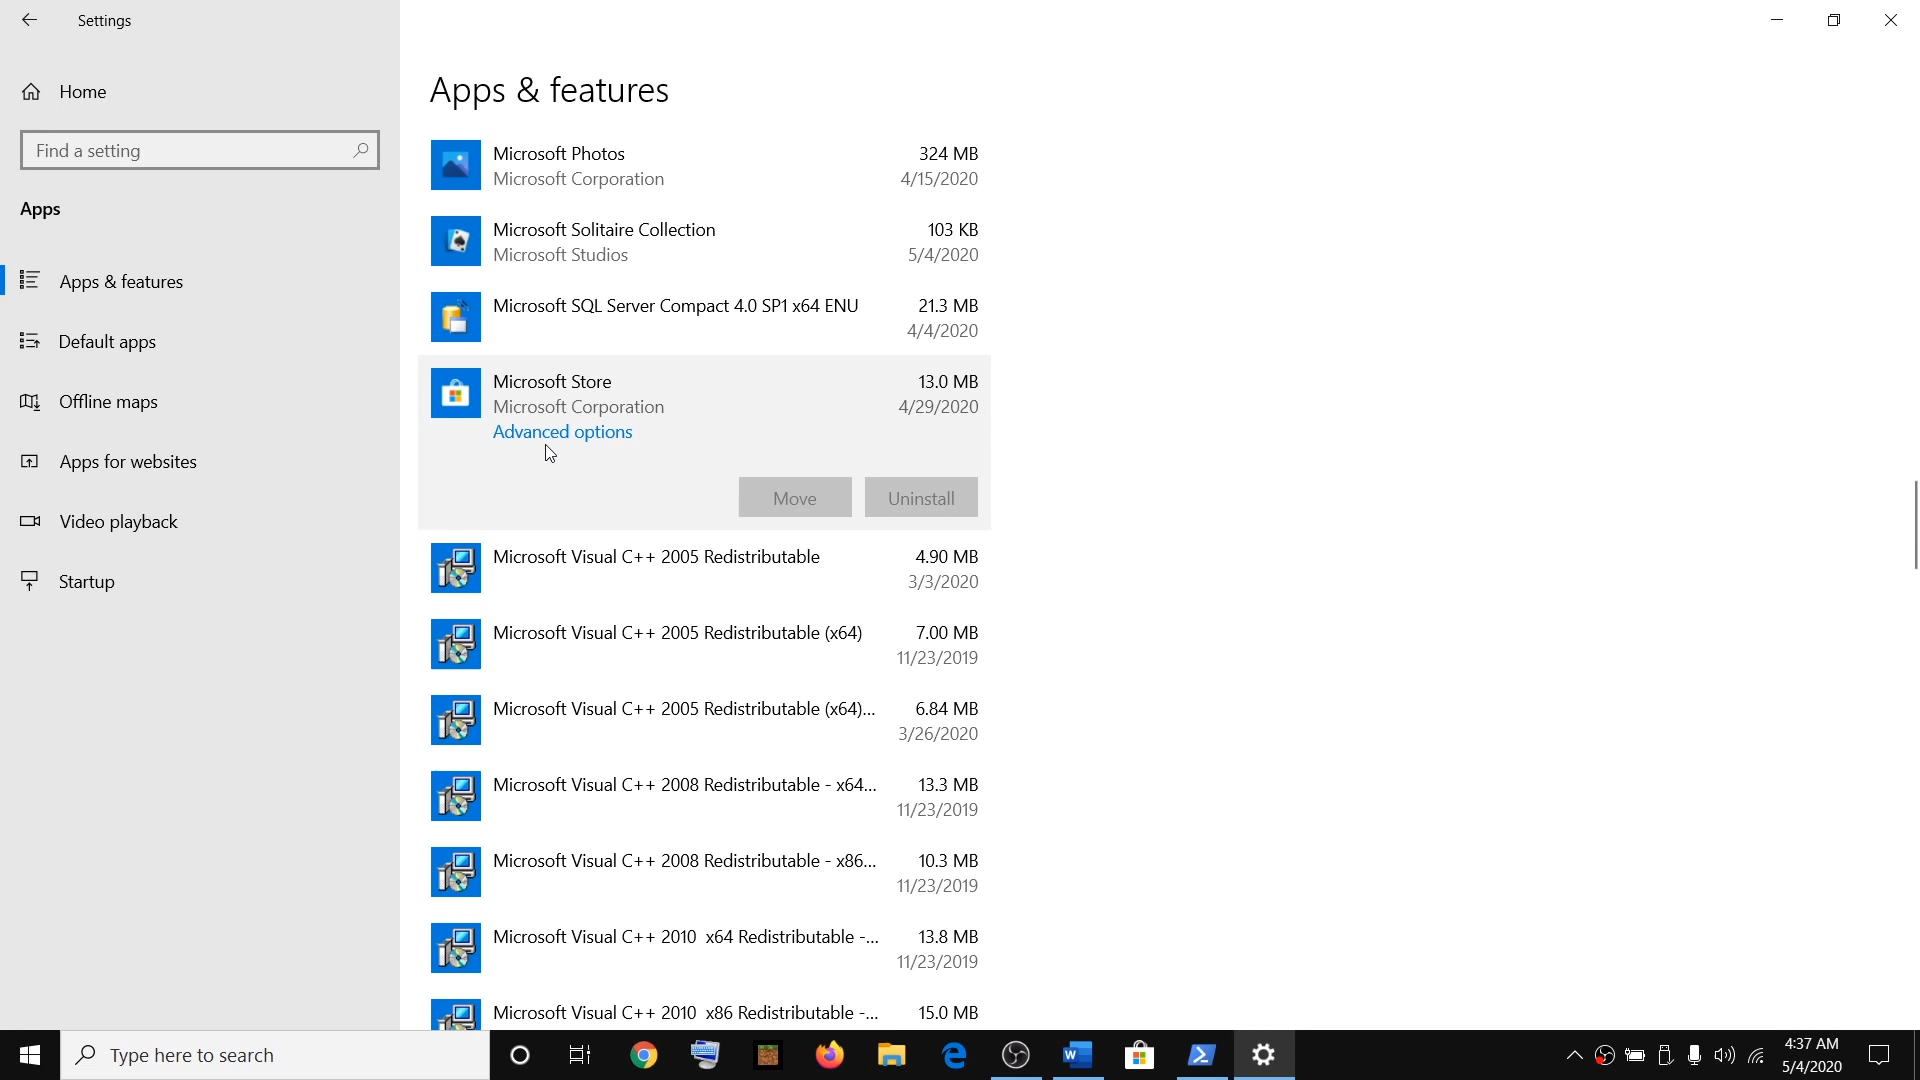 Settings
Home
Find a setting
Apps
Apps & features
Default apps
Offline maps
Apps for websites
Video playback
Startup
Apps & features
Microsoft Photos 324 MB
Microsoft Corporation 4/15/2020
Microsoft Solitaire Collection 103 KB
Microsoft Studios 5/4/2020
Microsoft SQL Server Compact 4.0 SP1 x64 ENU 21.3 MB
4/4/2020
Microsoft Store 13.0 MB
Microsoft Corporation 4/29/2020
Advanced options
Move Uninstall
Microsoft Visual C++ 2005 Redistributable 4.90 MB
3/3/2020
Microsoft Visual C++ 2005 Redistributable (x64) 7.00 MB
11/23/2019
Microsoft Visual C++ 2005 Redistributable (x64)... 6.84 MB
3/26/2020
Microsoft Visual C++ 2008 Redistributable - x64... 13.3 MB
11/23/2019
Microsoft Visual C++ 2008 Redistributable - x86... 10.3 MB
11/23/2019
Microsoft Visual C++ 2010 x64 Redistributable -... 13.8 MB
11/23/2019
Microsoft Visual C++ 2010 x86 Redistributable -... 15.0 MB
Type here to search
4:37 AM
5/4/2020